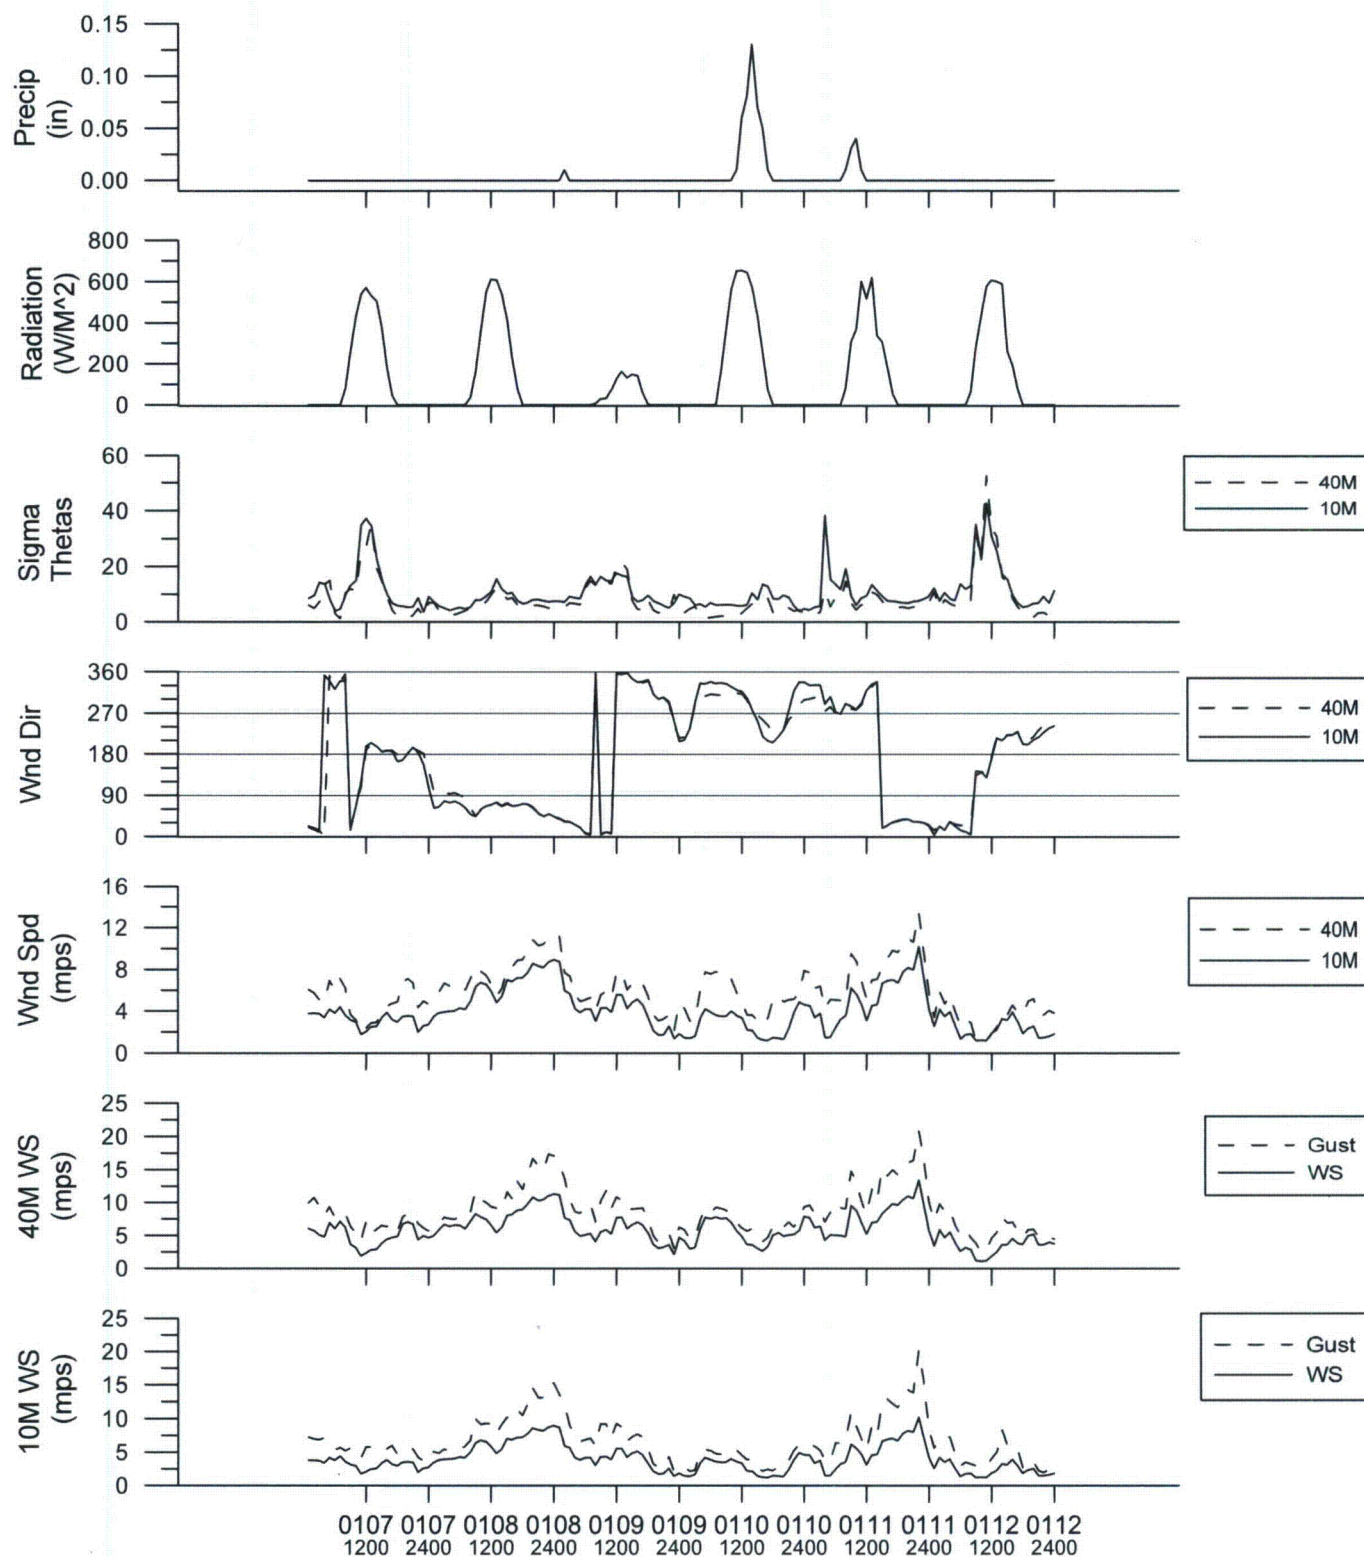 Precip
(in)
0.15
0.10
0.05
0.00
Radiation
(W/M^2)
800
600
400
200
0
Sigma
Thetas
60
40
20
0
40M
10M
Wnd Dir
360
270
180
90
0
40M
10M
Wnd Spd
(mps)
16
12
8
4
0
40M
10M
40M WS
(mps)
25
20
15
10
5
0
Gust
WS
10M WS
(mps)
25
20
15
10
5
0
Gust
WS
0107 0107 0108 0108 0109 0109 0110 0110 0111 0111 0112 0112
1200 2400 1200 2400 1200 2400 1200 2400 1200 2400 1200 2400